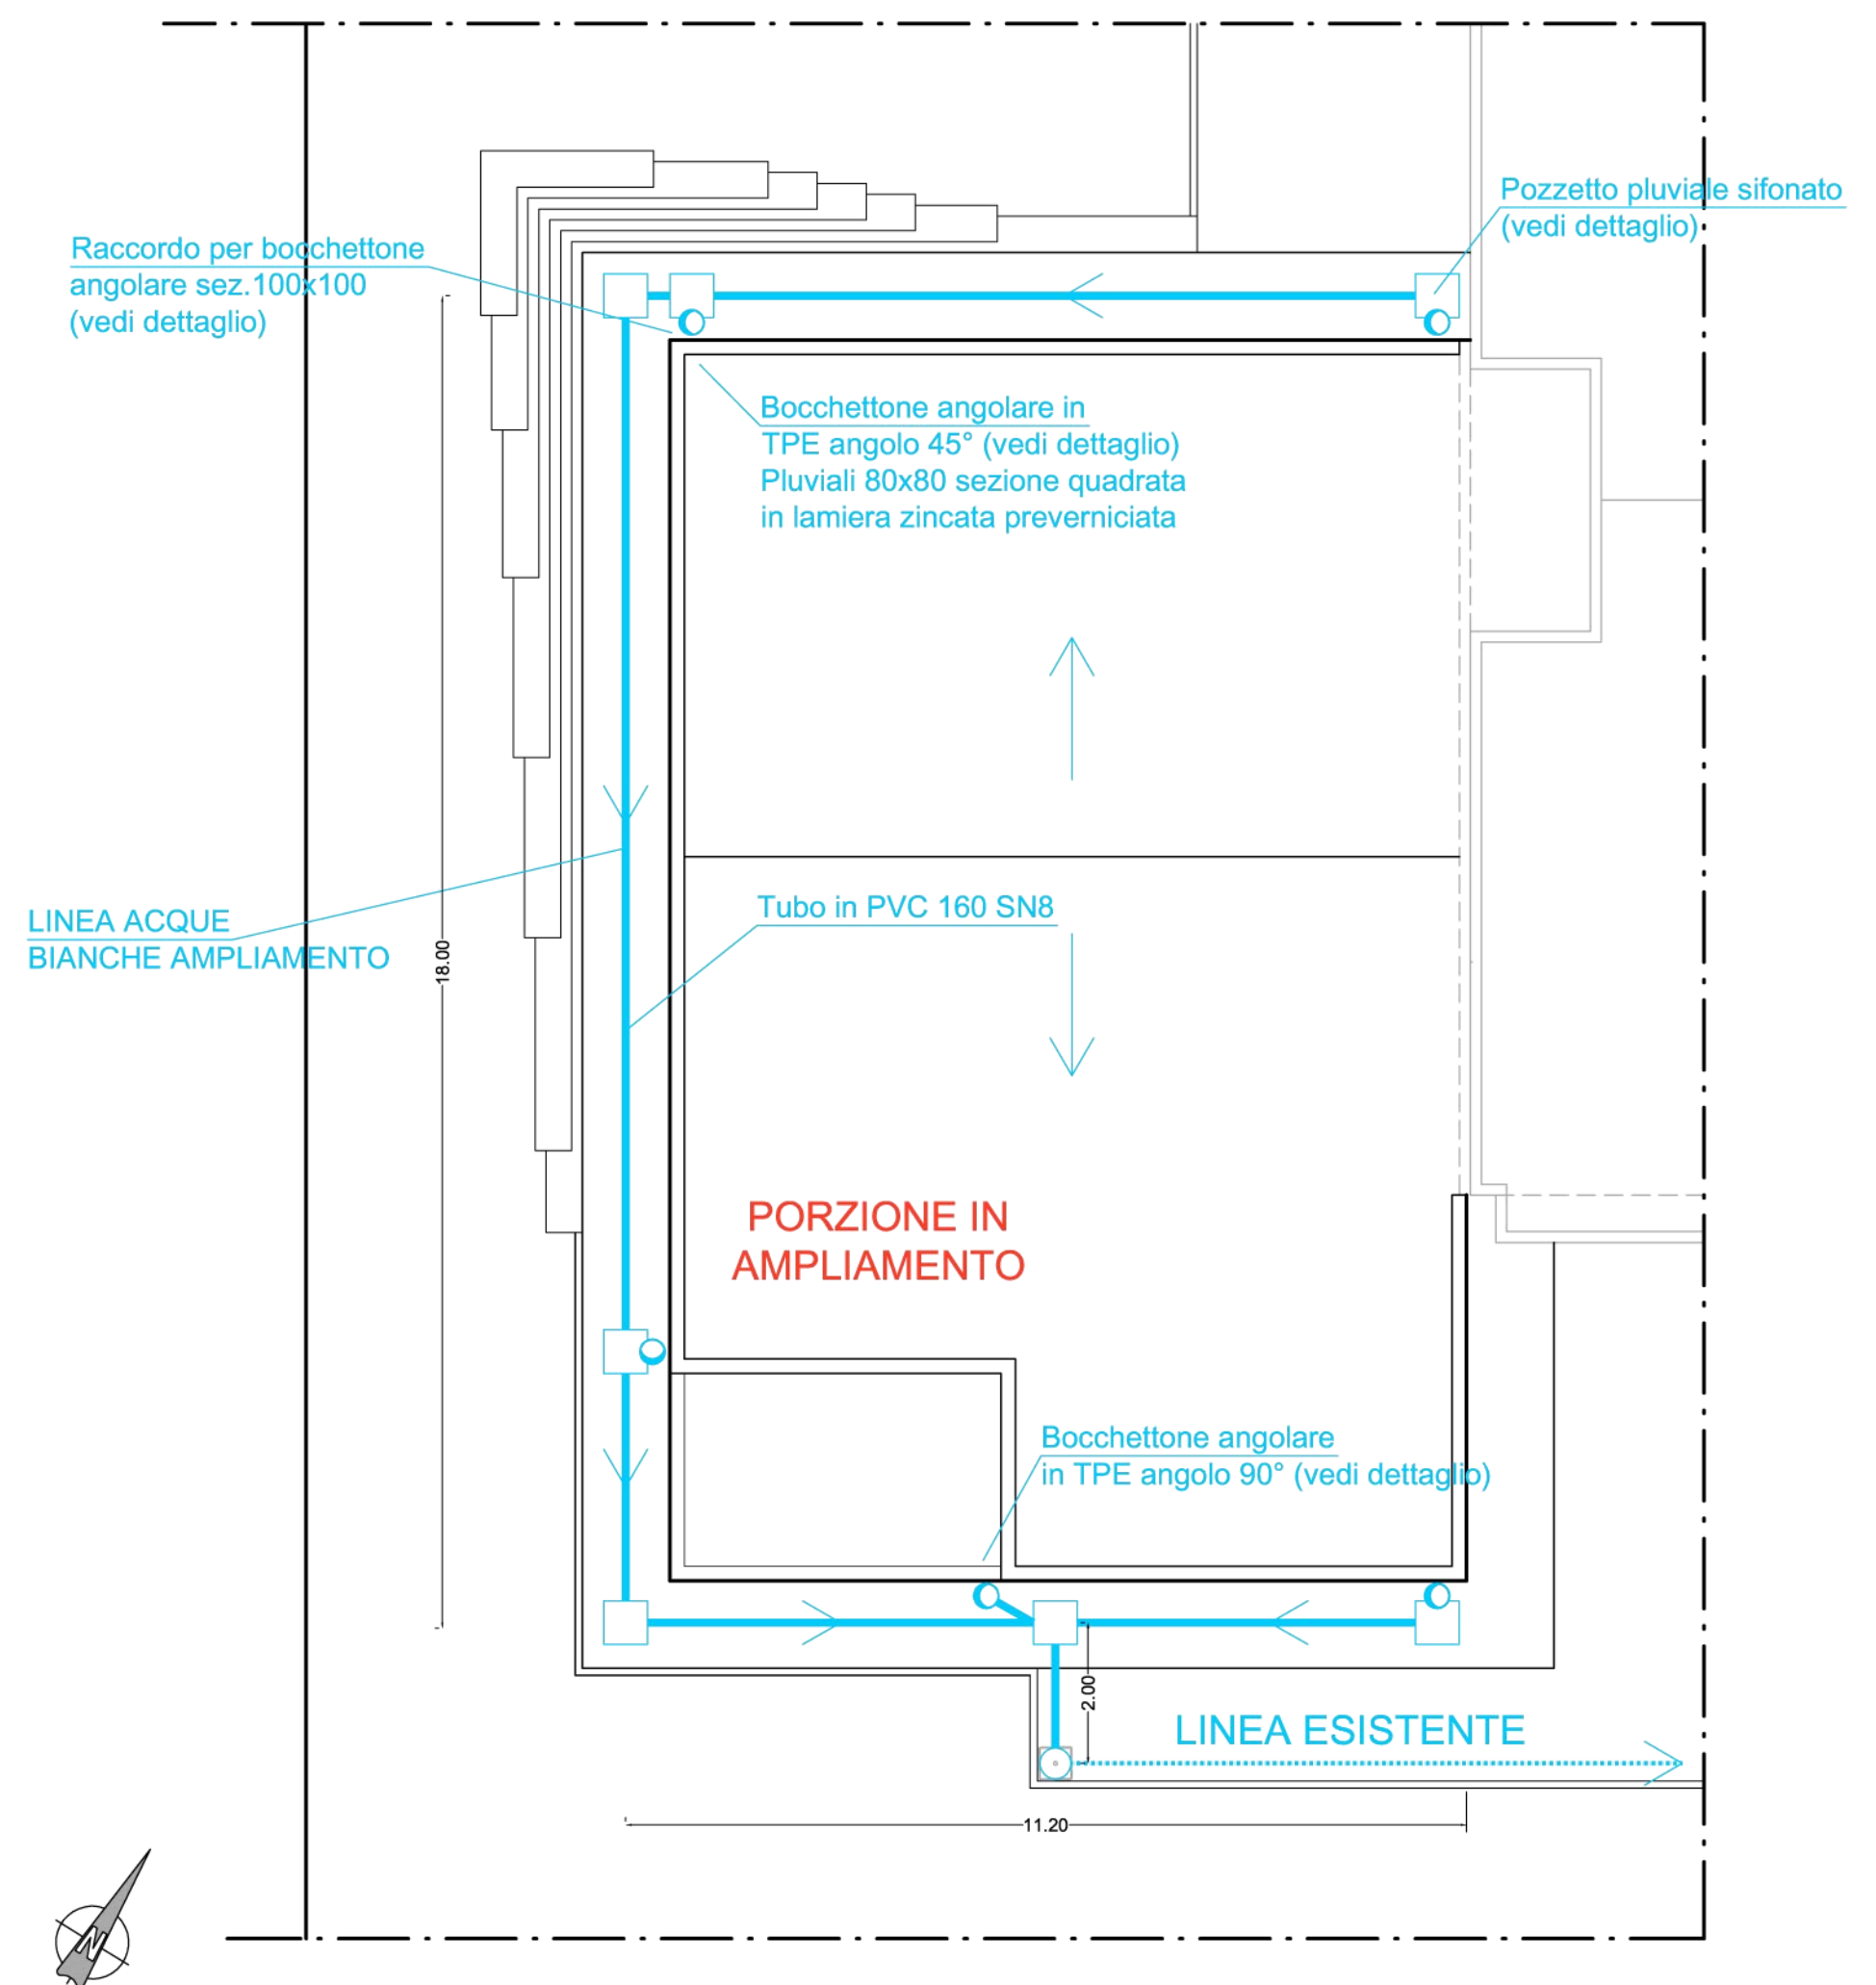 Pozzetto pluviale sifonato
(vedi dettaglio)
Raccordo per bocchettone
angolare sez.100x100
(vedi dettaglio)
Bocchettone angolare in
TPE angolo 45° (vedi dettaglio)
Pluviali 80x80 sezione quadrata
in lamiera zincata preverniciata
Tubo in PVC 160 SN8
LINEA ACQUE
BIANCHE AMPLIAMENTO
18.00
PORZIONE IN
AMPLIAMENTO
Bocchettone angolare
in TPE angolo 90° (vedi dettaglio)
2.00
LINEA ESISTENTE
11.20
N